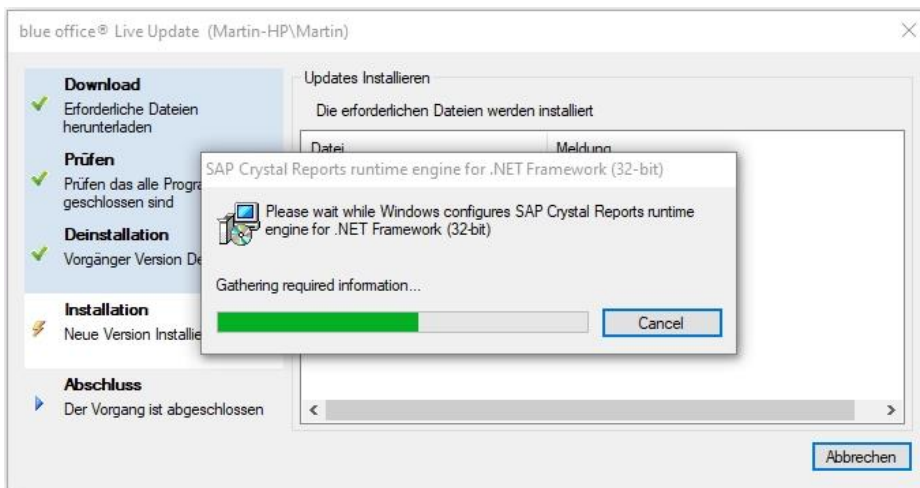 blue office® Live Update (Martin-HP\Martin)
Download
Erforderliche Dateien
herunterladen
Prüfen
Prüfen das alle
geschlossen sind
Deinstallation
Vorgänger Version
Installation
Neue Version
Abschluss
Der Vorgang ist abgeschlossen
Updates Installieren
Die erforderlichen Dateien werden installiert
Datei Meldung
SAP Crystal Reports runtime engine for .NET Framework (32-bit)
Please wait while Windows configures SAP Crystal Reports runtime
engine for .NET Framework (32-bit)
Gathering required information...
Cancel
Abbrechen